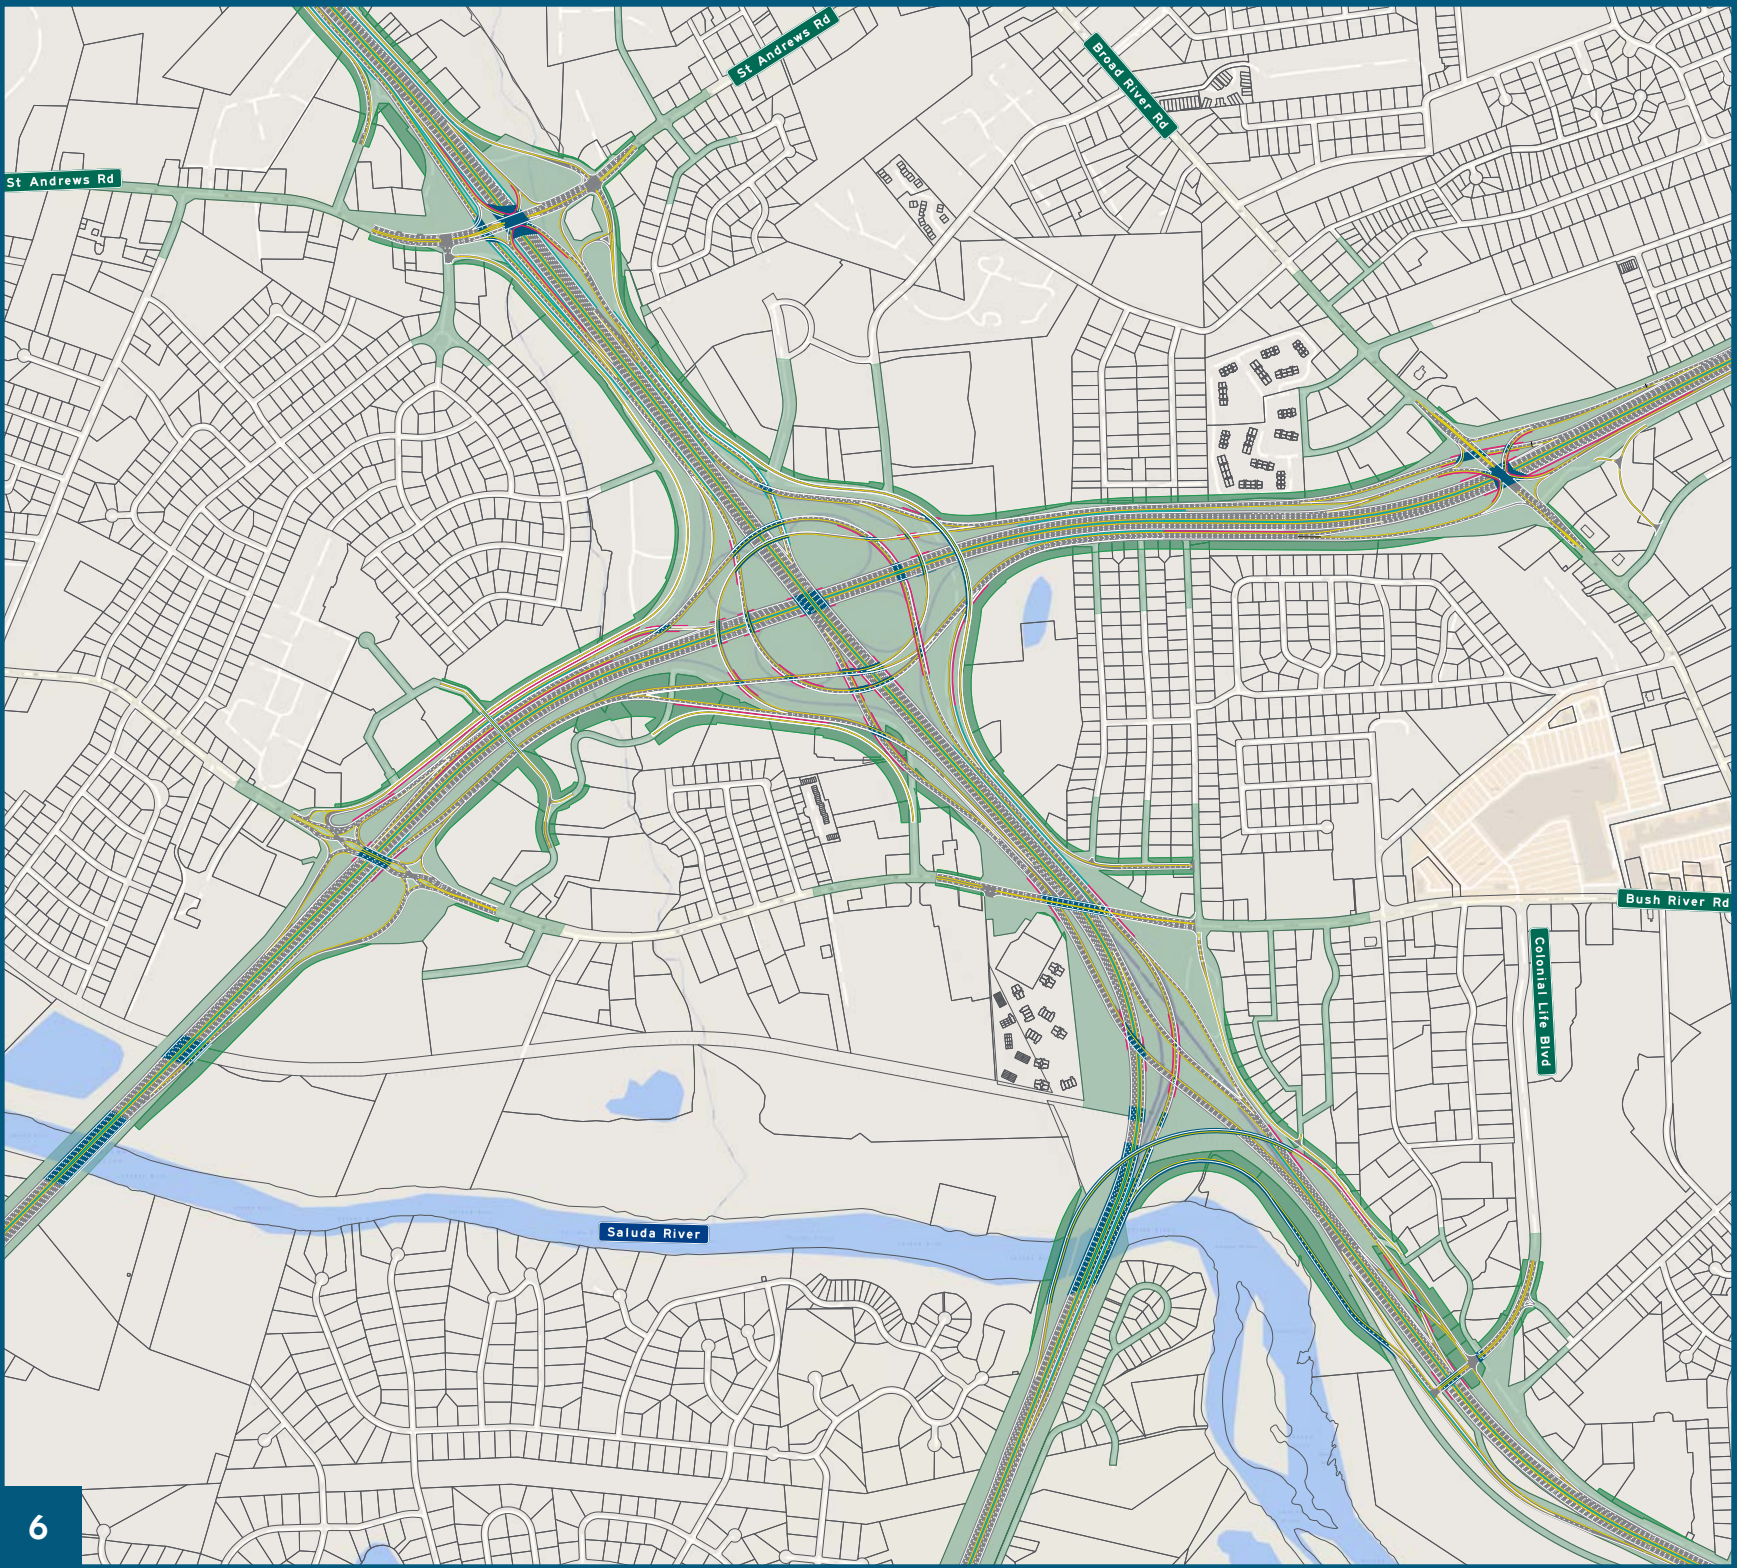 St Andrews Rd
Broad River Rd
St Andrews Rd
Bush River Rd
Colonial Life Blvd
Saluda River
6